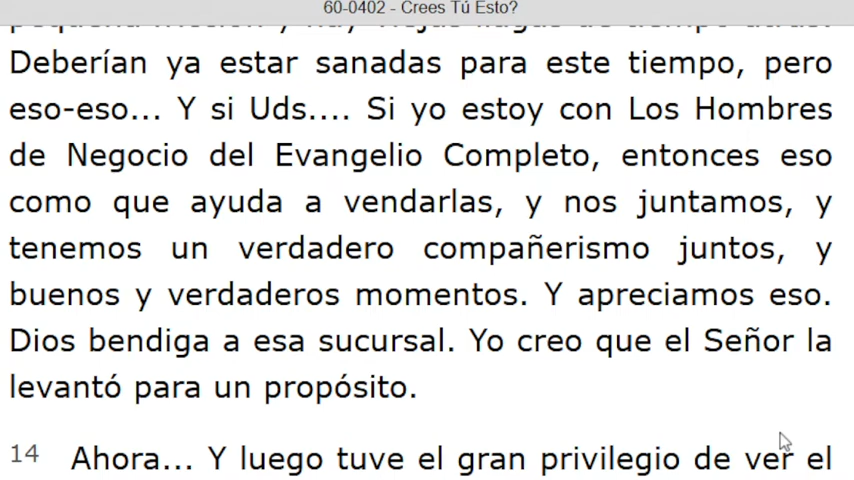 60-0402 - Crees Tú Esto?
Deberían ya estar sanadas para este tiempo, pero
eso-eso... Y si Uds.... Si yo estoy con Los Hombres
de Negocio del Evangelio Completo, entonces eso
como que ayuda a vendarlas, y nos juntamos, y
tenemos un verdadero compañerismo juntos, y
buenos y verdaderos momentos. Y apreciamos eso.
Dios bendiga a esa sucursal. Yo creo que el Señor la
levantó para un propósito.
14 Ahora... Y luego tuve el gran privilegio de ver el